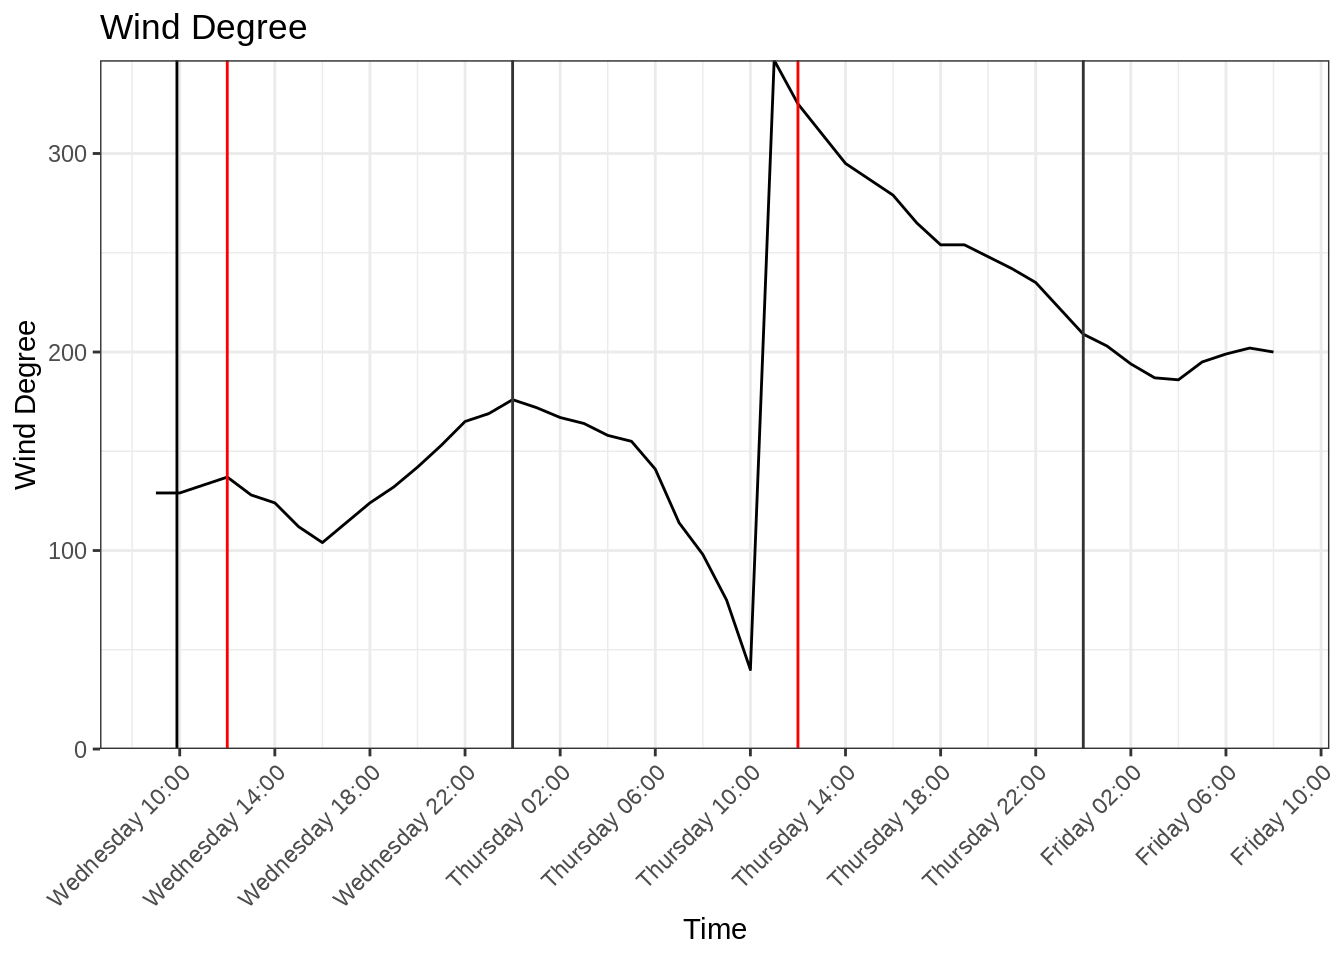 Wind Degree
Wind Degree
300
200
100
0
Wednesday 10:00
Wednesday 14:00
Wednesday 18:00
Wednesday 22:00
Thursday 02:00
Thursday 06:00
Thursday 10:00
Thursday 14:00
Thursday 18:00
Thursday 22:00
Friday 02:00
Friday 06:00
Friday 10:00
Time